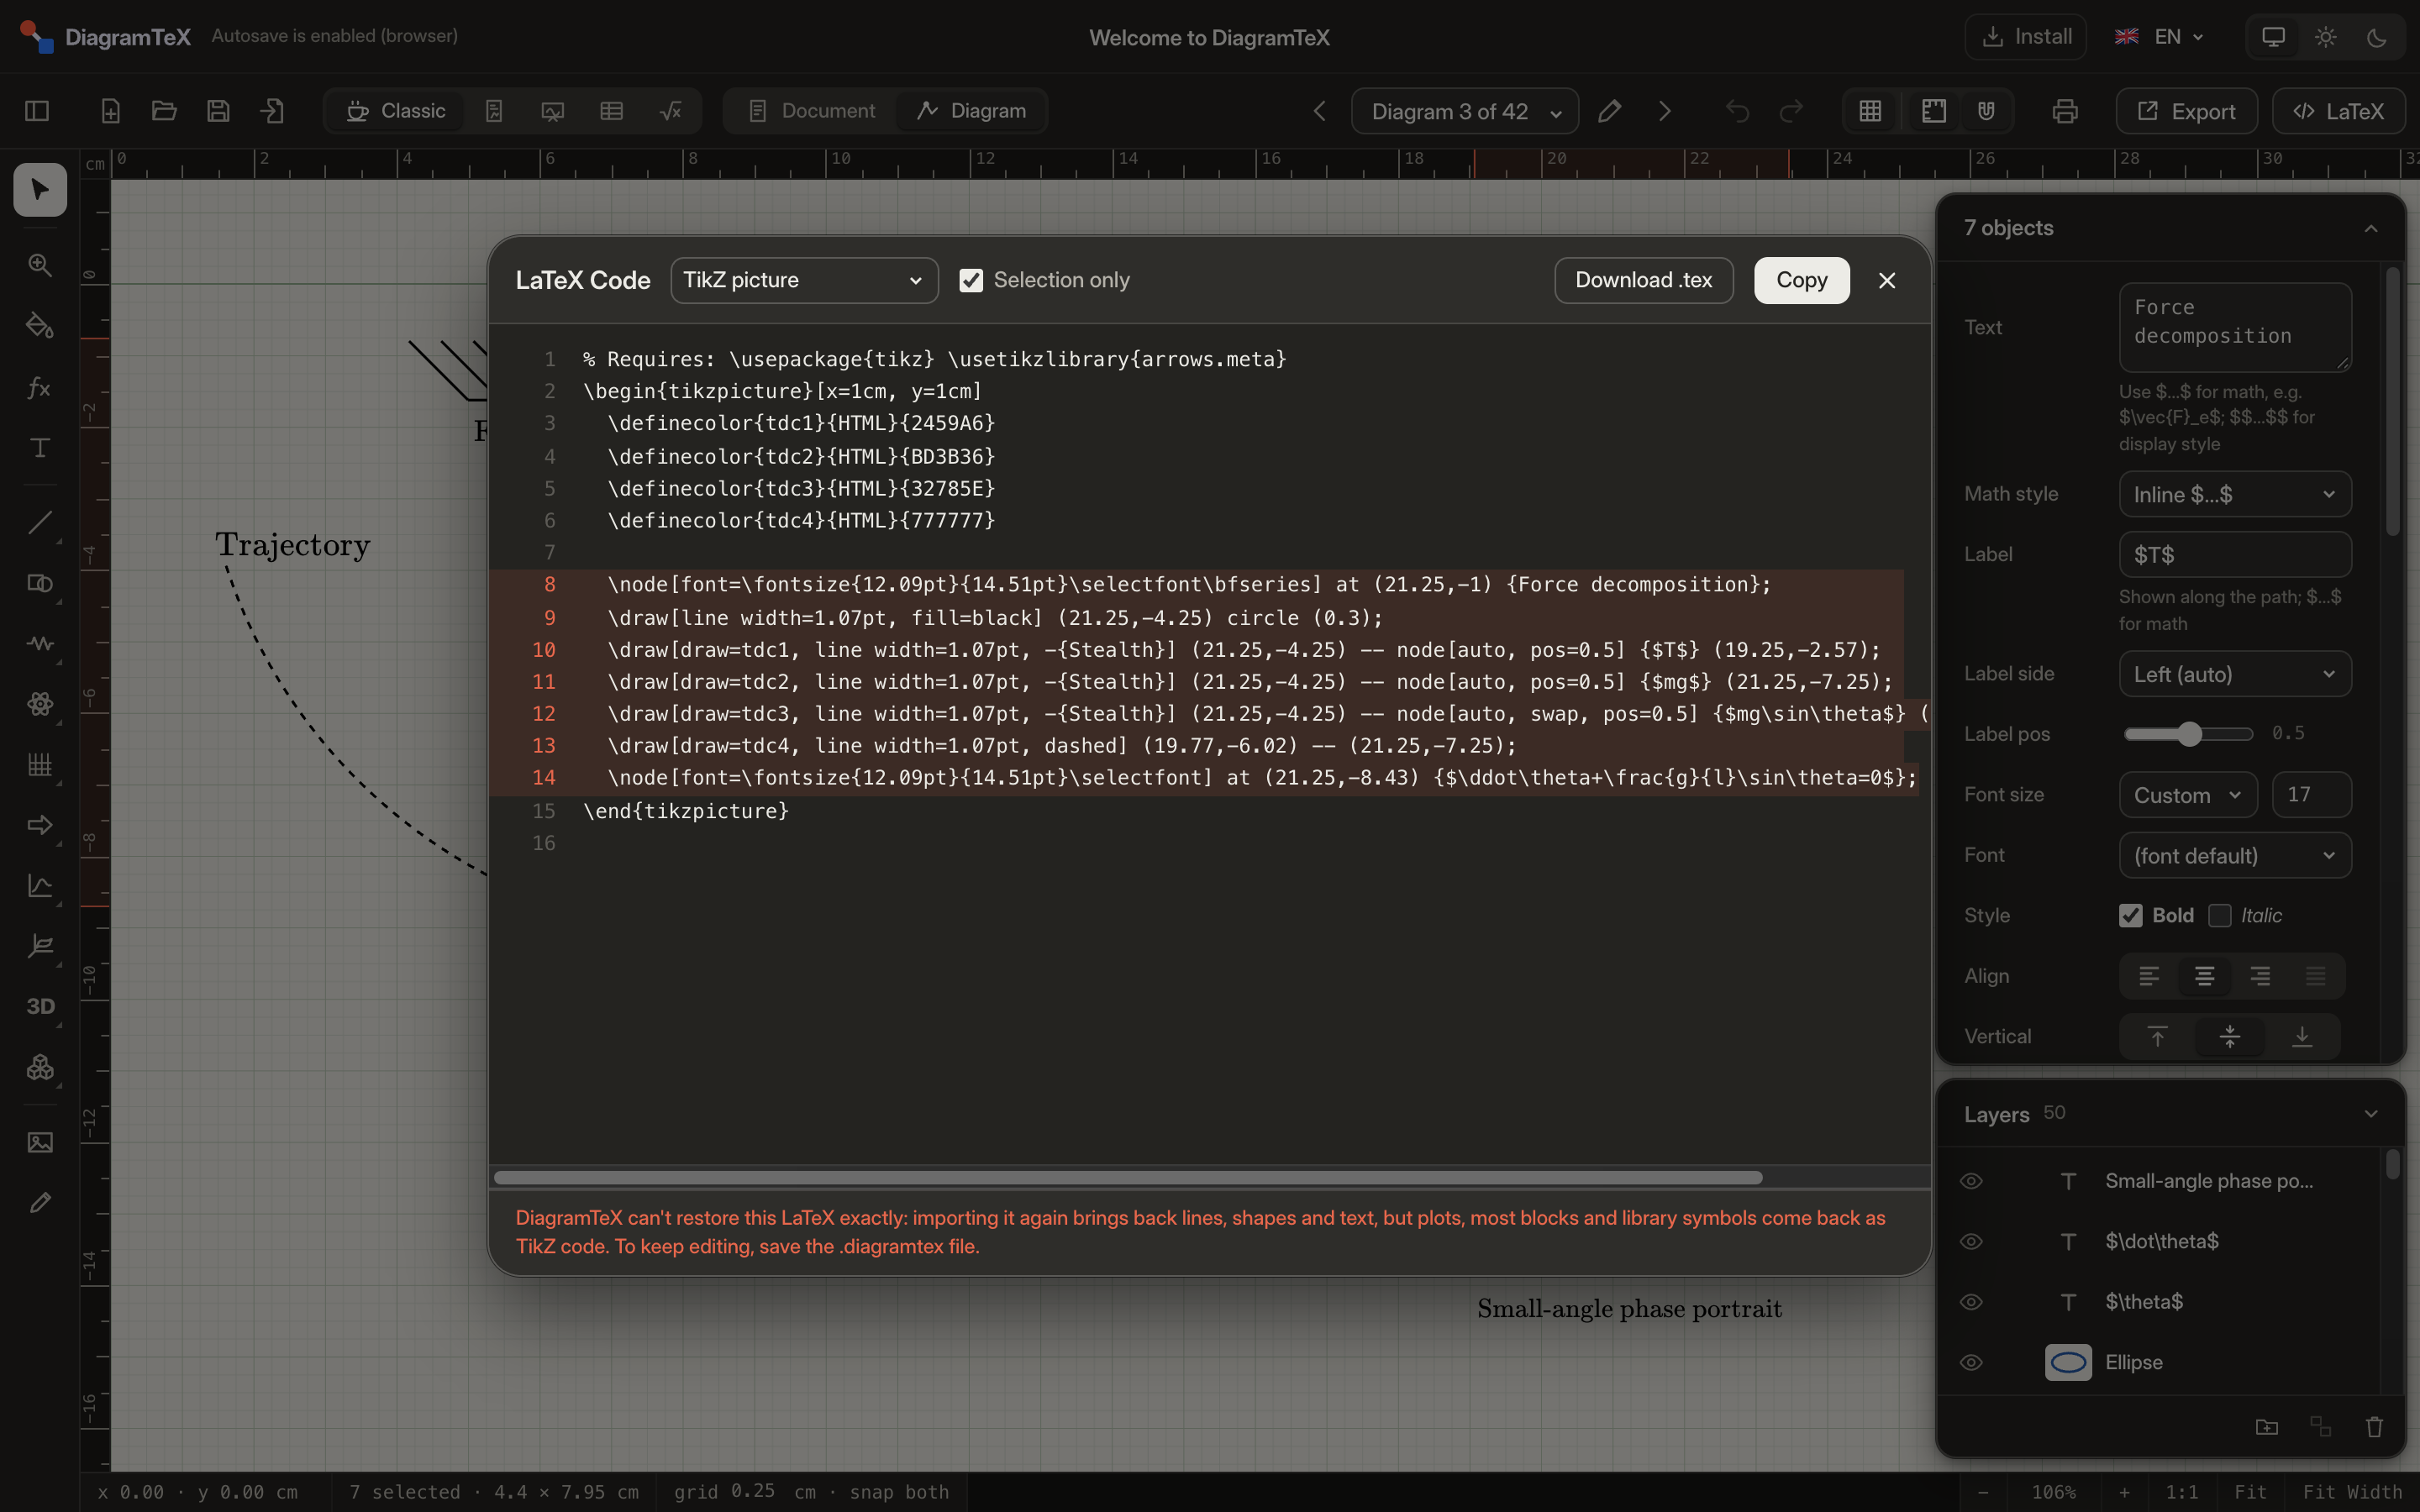 DiagramTeX Autosave is enabled (browser) Welcome to DiagramTeX Install EN
Classic Document Diagram Diagram 3 of 42 Export LaTeX
cm 0 2 4 6 8 10 12 14 16 18 20 22 24 26 28 30 32
0
-2
-4
-6
-8
-10
-12
-14
-16
Trajectory
F
3D
LaTeX Code TikZ picture Selection only Download .tex Copy
1 % Requires: \usepackage{tikz} \usetikzlibrary{arrows.meta}
2 \begin{tikzpicture}[x=1cm, y=1cm]
3 \definecolor{tdc1}{HTML}{2459A6}
4 \definecolor{tdc2}{HTML}{BD3B36}
5 \definecolor{tdc3}{HTML}{32785E}
6 \definecolor{tdc4}{HTML}{777777}
7
8 \node[font=\fontsize{12.09pt}{14.51pt}\selectfont\bfseries] at (21.25,-1) {Force decomposition};
9 \draw[line width=1.07pt, fill=black] (21.25,-4.25) circle (0.3);
10 \draw[draw=tdc1, line width=1.07pt, -{Stealth}] (21.25,-4.25) -- node[auto, pos=0.5] {$T$} (19.25,-2.57);
11 \draw[draw=tdc2, line width=1.07pt, -{Stealth}] (21.25,-4.25) -- node[auto, pos=0.5] {$mg$} (21.25,-7.25);
12 \draw[draw=tdc3, line width=1.07pt, -{Stealth}] (21.25,-4.25) -- node[auto, swap, pos=0.5] {$mg\sin\theta$} (
13 \draw[draw=tdc4, line width=1.07pt, dashed] (19.77,-6.02) -- (21.25,-7.25);
14 \node[font=\fontsize{12.09pt}{14.51pt}\selectfont] at (21.25,-8.43) {$\ddot\theta+\frac{g}{l}\sin\theta=0$};
15 \end{tikzpicture}
16
DiagramTeX can't restore this LaTeX exactly: importing it again brings back lines, shapes and text, but plots, most blocks and library symbols come back as
TikZ code. To keep editing, save the .diagramtex file.
Small-angle phase portrait
7 objects
Text Force
decomposition
Use $...$ for math, e.g.
$\vec{F}_e$; $$...$$ for
display style
Math style Inline $...$
Label $T$
Shown along the path; $...$
for math
Label side Left (auto)
Label pos 0.5
Font size Custom 17
Font (font default)
Style Bold Italic
Align
Vertical
Layers 50
T Small-angle phase po...
T $\dot\theta$
T $\theta$
Ellipse
x 0.00 · y 0.00 cm 7 selected · 4.4 × 7.95 cm grid 0.25 cm · snap both − 106% + 1:1 Fit Fit Width